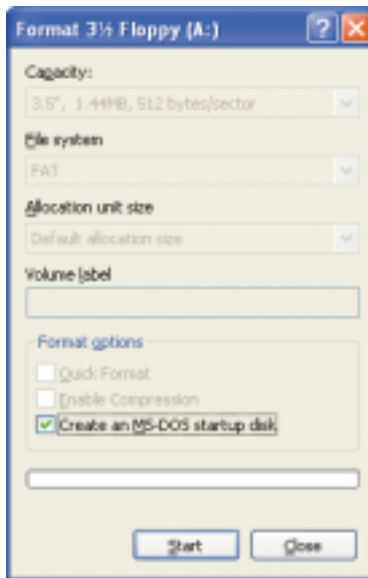 Format 3½ Floppy (A:)
Capacity:
3.5", 1.44MB, 512 bytes/sector
File system
FAT
Allocation unit size
Default allocation size
Volume label
Format options
Quick Format
Enable Compression
Create an MS-DOS startup disk
Start
Close